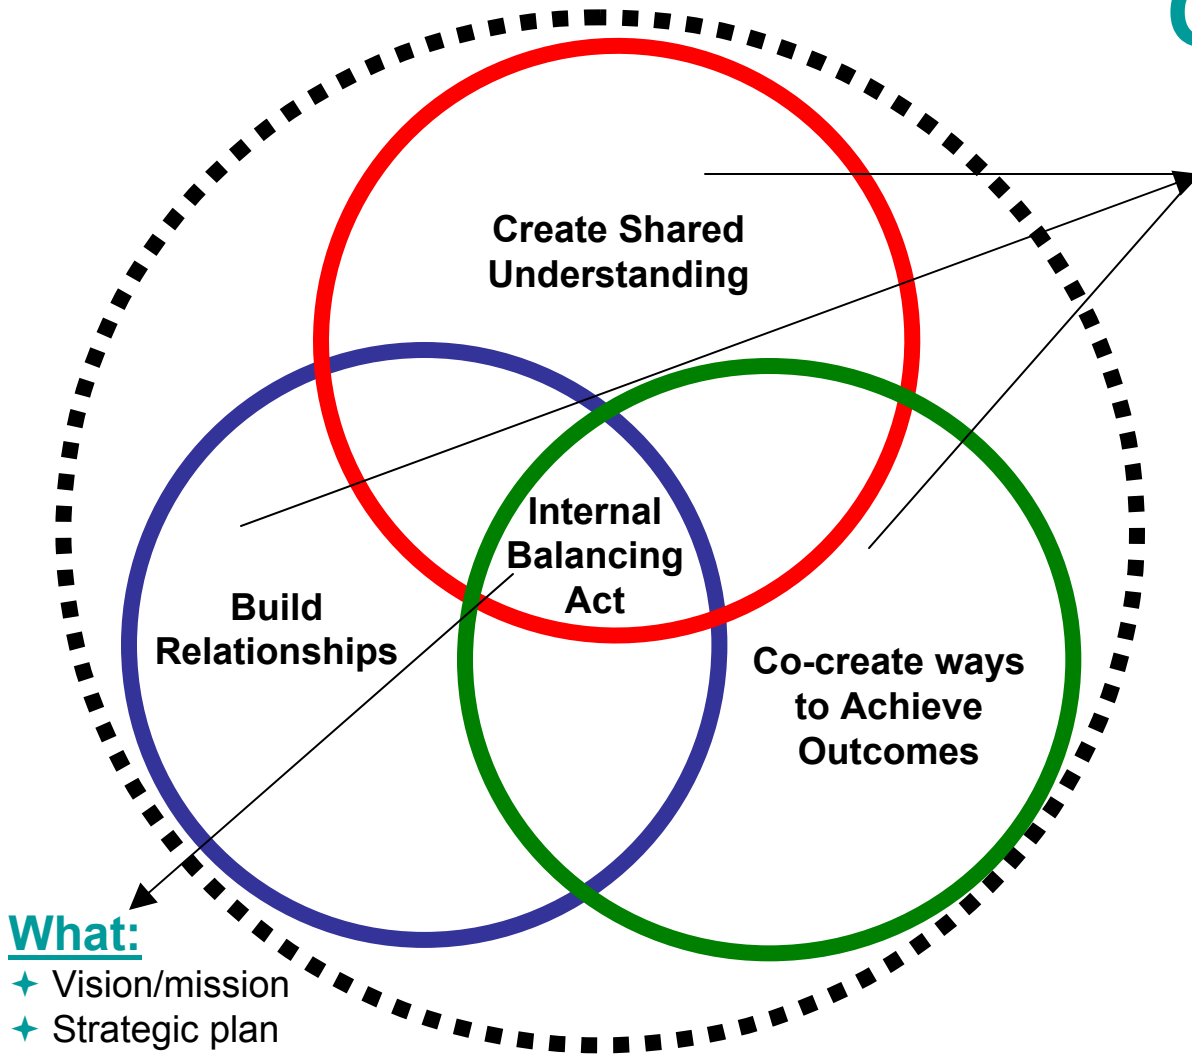 Create Shared
Understanding
Internal
Balancing
Act
Build
Relationships
Co-create ways
to Achieve
Outcomes
What:
Vision/mission
Strategic plan